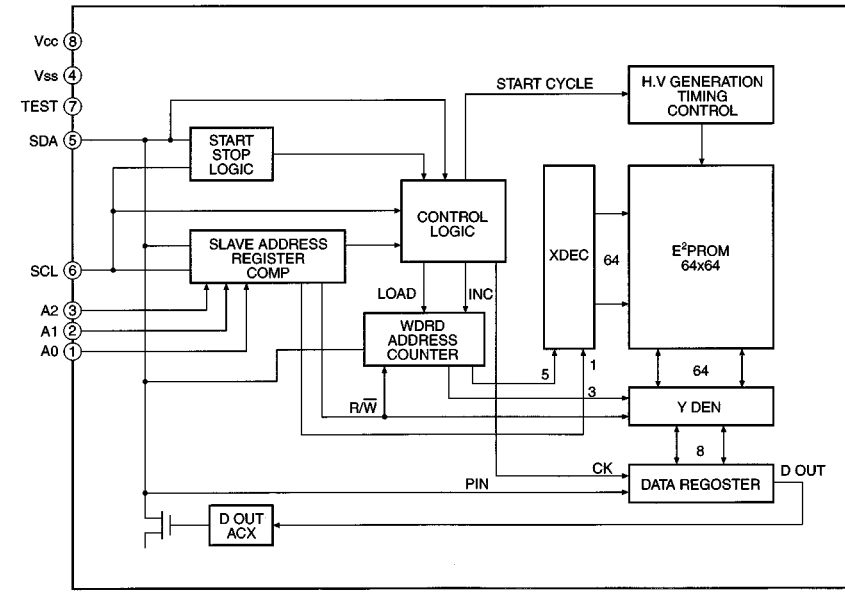 Vcc 8
Vss 4
TEST 7
SDA 5
SCL 6
A2 3
A1 2
A0 1
START
STOP
LOGIC
SLAVE ADDRESS
REGISTER
COMP
CONTROL
LOGIC
START CYCLE
H.V GENERATION
TIMING
CONTROL
XDEC
64
E²PROM
64x64
LOAD
INC
WDRD
ADDRESS
COUNTER
5
1
3
64
R/W̅
Y DEN
8
CK
PIN
DATA REGOSTER
D OUT
D OUT
ACX